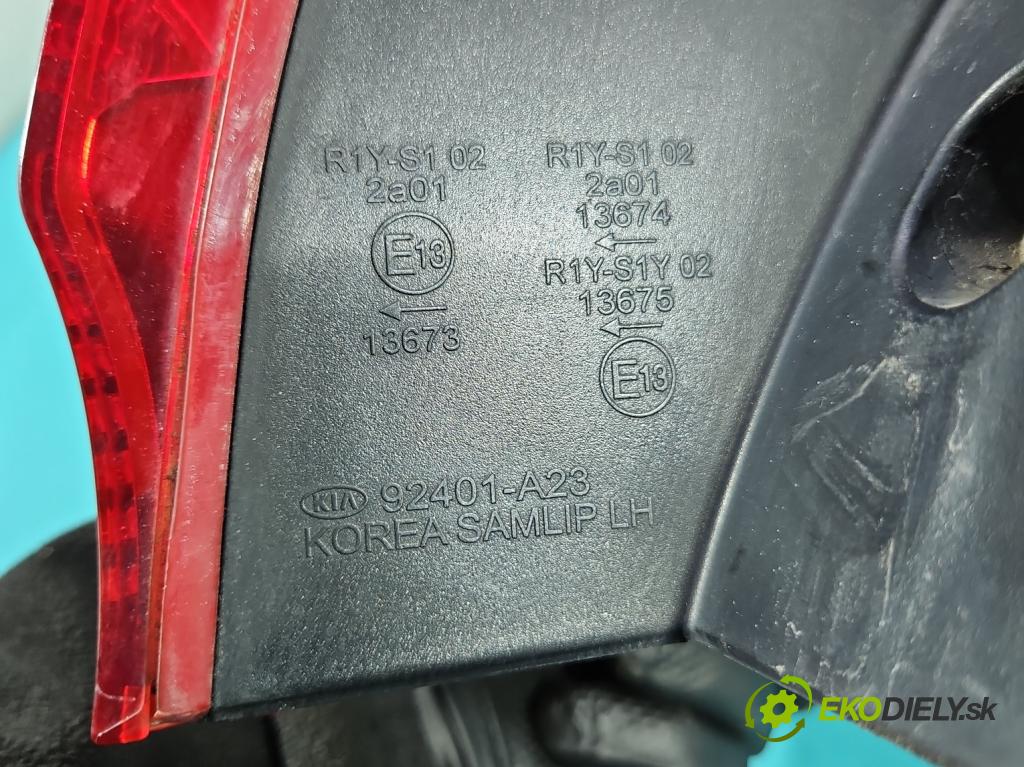 R1Y-S1 02
2a01
E13
13673
R1Y-S1 02
2a01
13674
R1Y-S1Y 02
13675
E13
KIA 92401-A23
KOREA SAMLIP LH
EKODIELY.sk